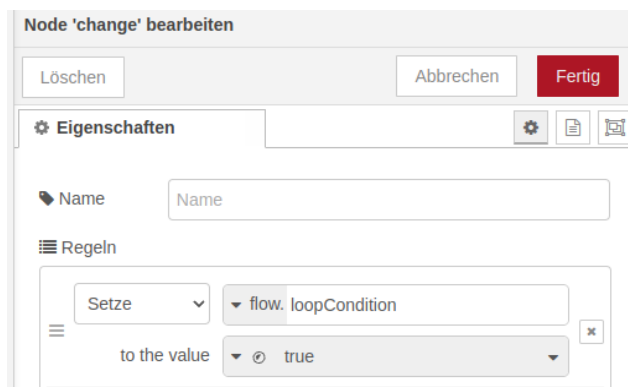 Node 'change' bearbeiten
Löschen Abbrechen Fertig
Eigenschaften
Name Name
Regeln
Setze flow. loopCondition
to the value true